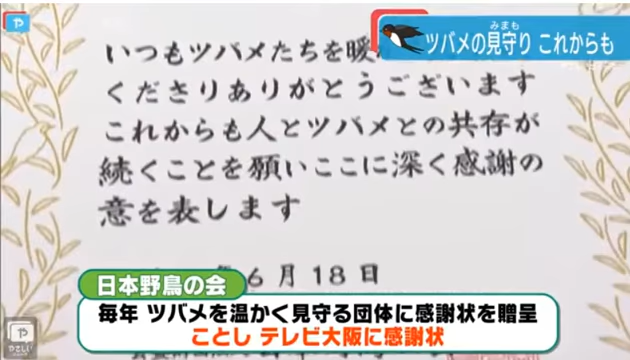 や
みまも
ツバメの見守り これからも
いつもツバメたちを暖
くださりありがとうございます
これからも人とツバメとの共存が
続くことを願いここに深く感謝の
意を表します
年6月18日
日本野鳥の会
毎年 ツバメを温かく見守る団体に感謝状を贈呈
ことし テレビ大阪に感謝状
や
やさしい